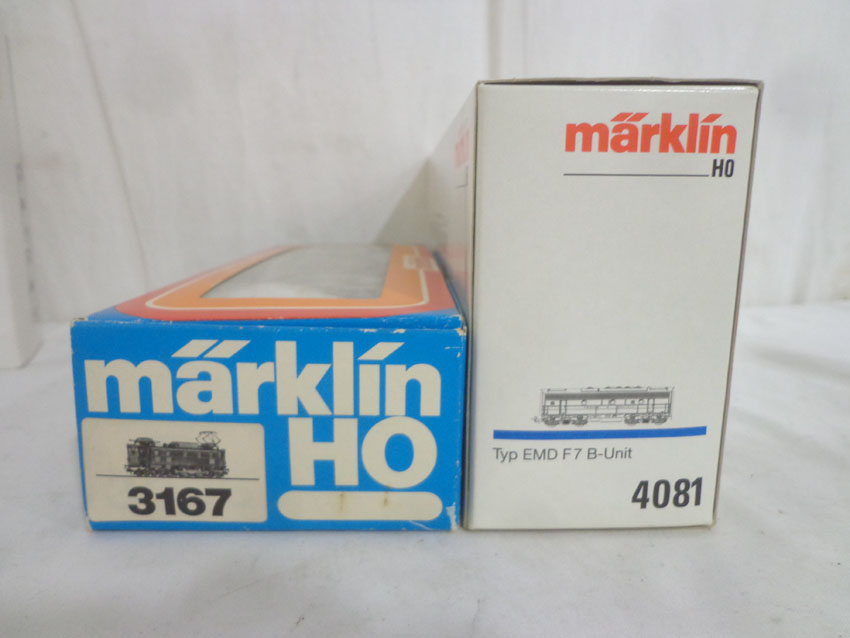 märklin
HO
3167
märklin
HO
Typ EMD F7 B-Unit
4081